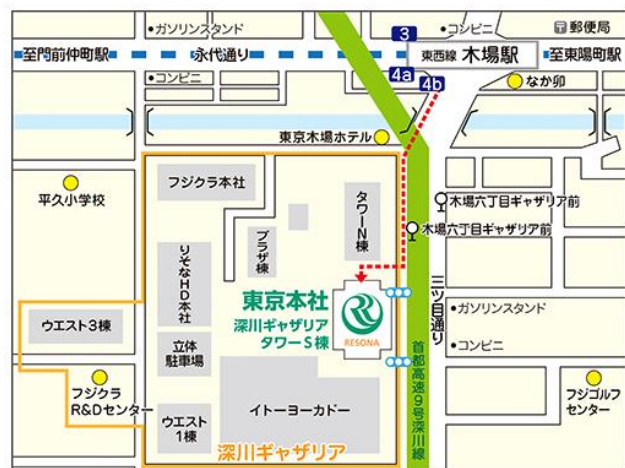 ・ガソリンスタンド
3
・コンビニ
郵便局
至門前仲町駅
永代通り
東西線 木場駅
至東陽町駅
・コンビニ
4a
4b
なか卯
東京木場ホテル
フジクラ本社
平久小学校
タワーN棟
木場六丁目ギャザリア前
木場六丁目ギャザリア前
プラザ棟
りそなHD本社
東京本社
深川ギャザリア
タワーS棟
RESONA
三ツ目通り
・ガソリンスタンド
ウエスト3棟
立体
駐車場
・コンビニ
首都高速9号深川線
フジクラ
R&Dセンター
ウエスト
1棟
イトーヨーカドー
フジゴルフ
センター
深川ギャザリア